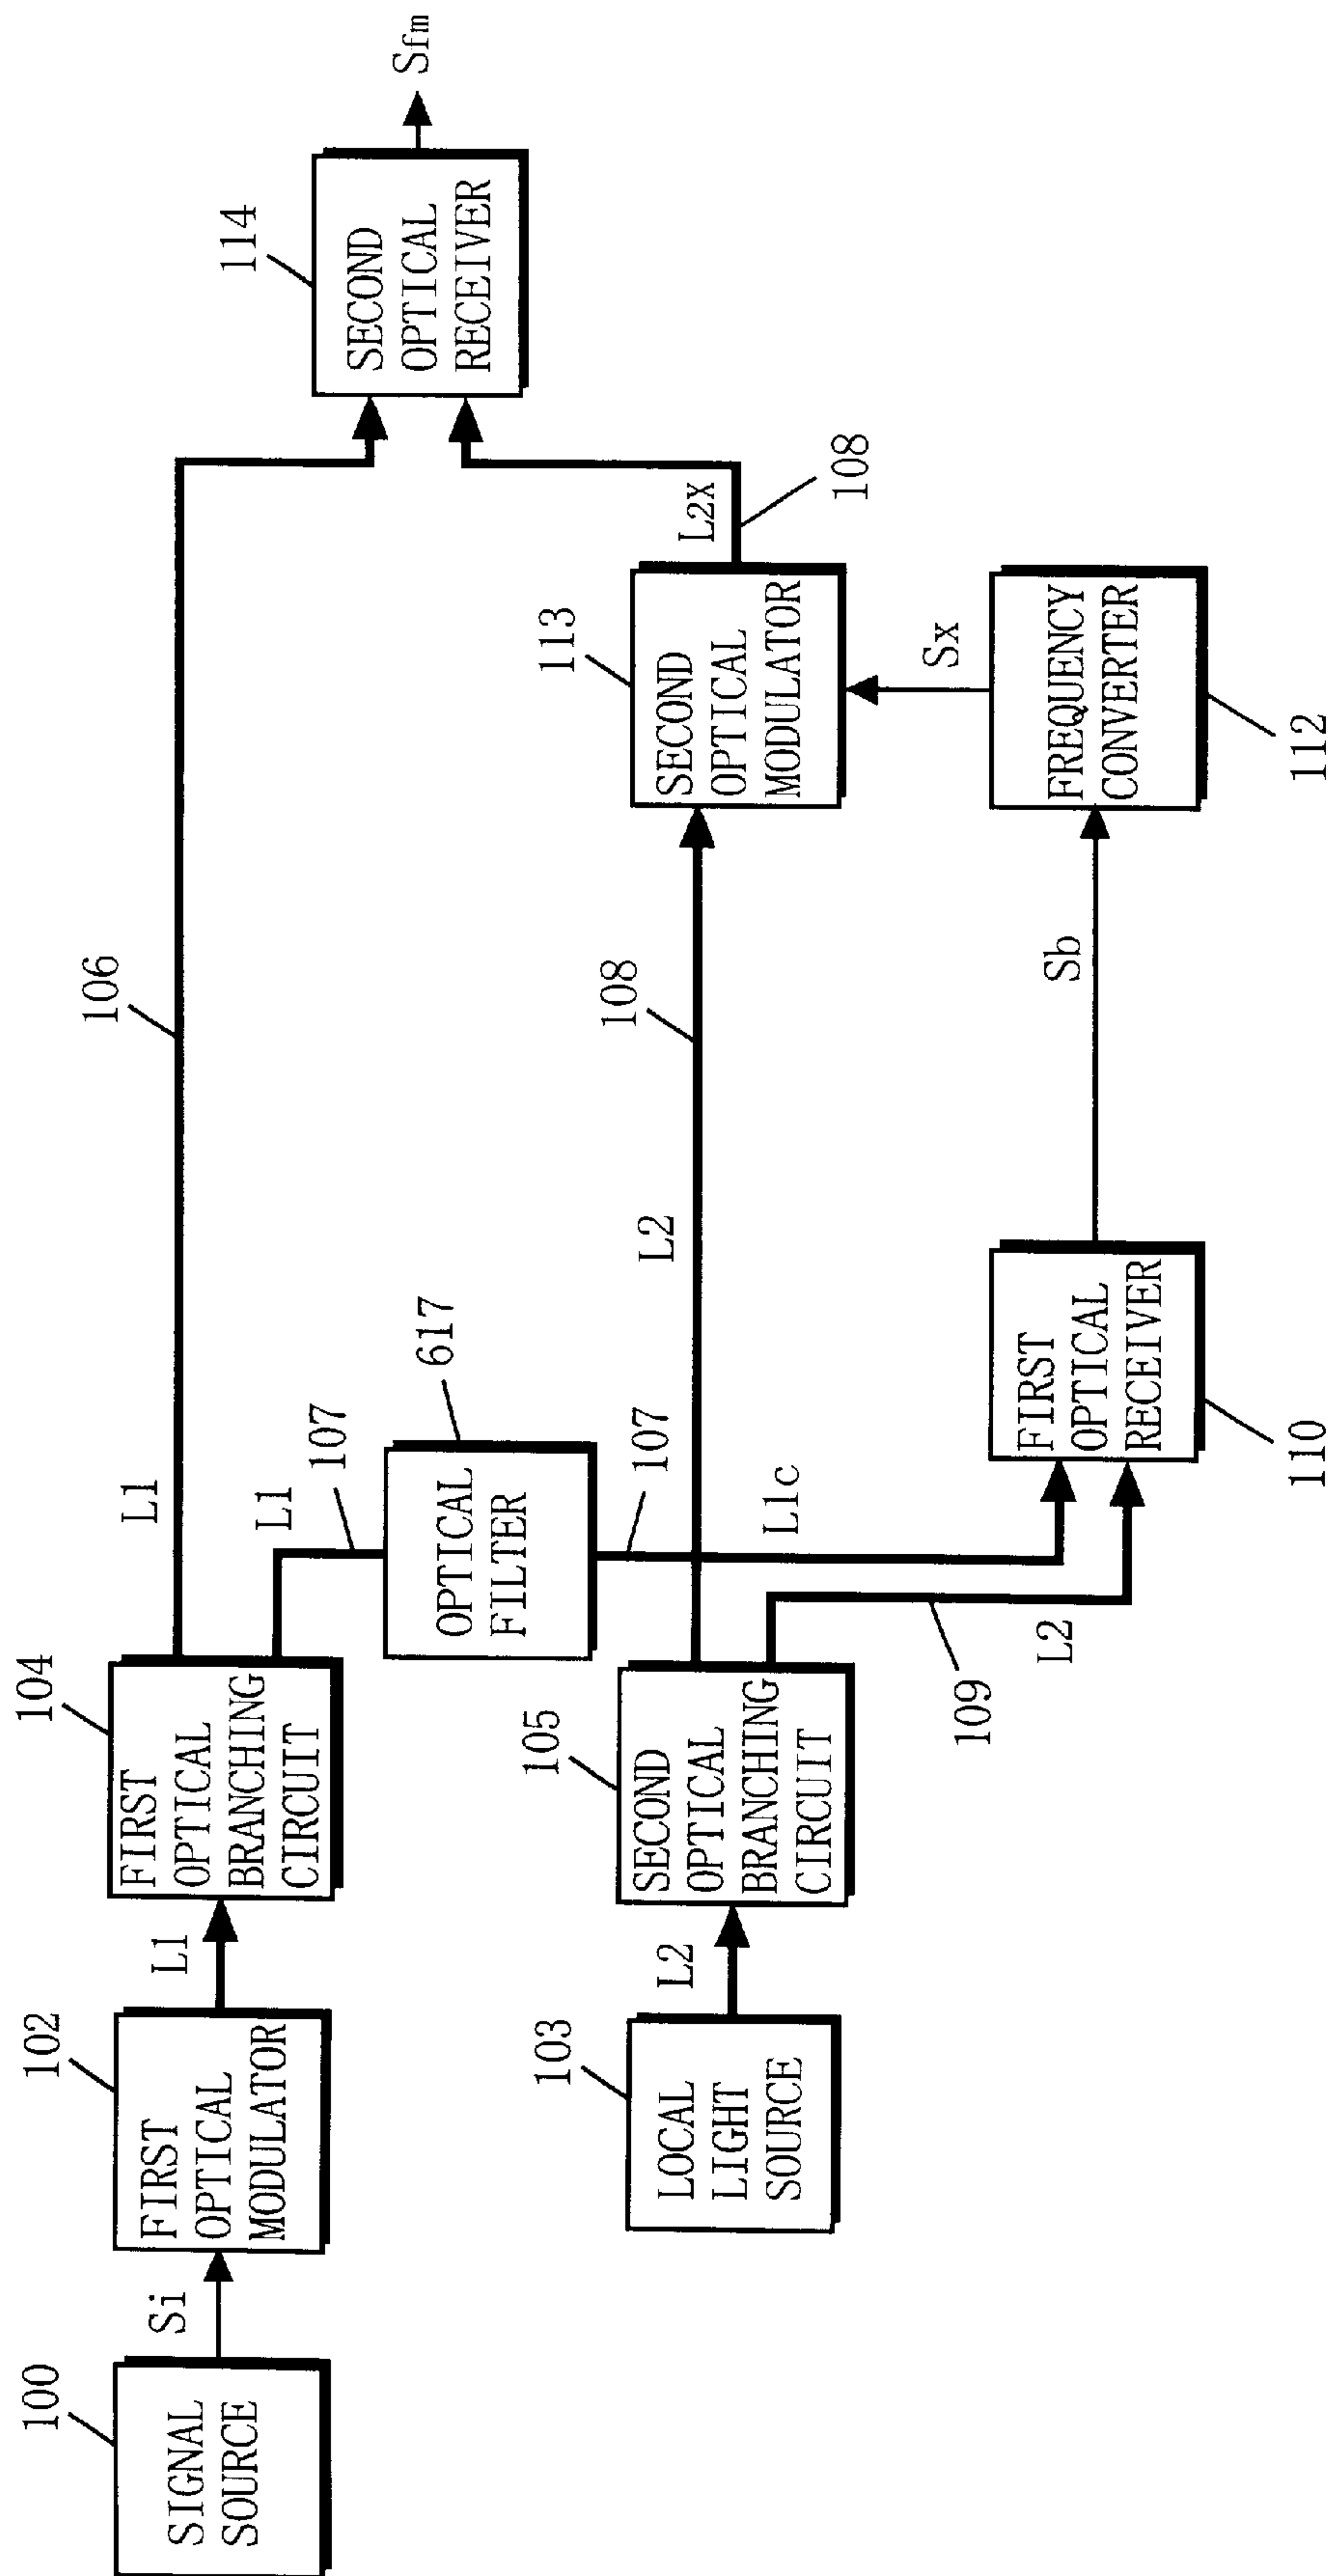 100
SIGNAL
SOURCE
Si
102
FIRST
OPTICAL
MODULATOR
L1
104
FIRST
OPTICAL
BRANCHING
CIRCUIT
L1
106
L1
107
617
OPTICAL
FILTER
107
L1c
103
LOCAL
LIGHT
SOURCE
L2
105
SECOND
OPTICAL
BRANCHING
CIRCUIT
L2
108
109
L2
FIRST
OPTICAL
RECEIVER
110
Sb
FREQUENCY
CONVERTER
112
Sx
113
SECOND
OPTICAL
MODULATOR
L2X
108
114
SECOND
OPTICAL
RECEIVER
Sfm